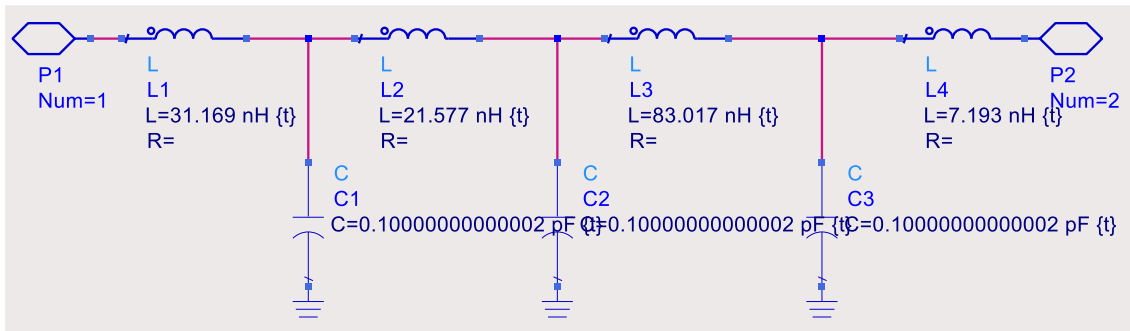 P1
Num=1
L
L1
L=31.169 nH {t}
R=
L
L2
L=21.577 nH {t}
R=
L
L3
L=83.017 nH {t}
R=
L
L4
L=7.193 nH {t}
R=
P2
Num=2
C
C1
C=0.10000000000002 pF {t}
C
C2
C=0.10000000000002 pF {t}
C
C3
C=0.10000000000002 pF {t}